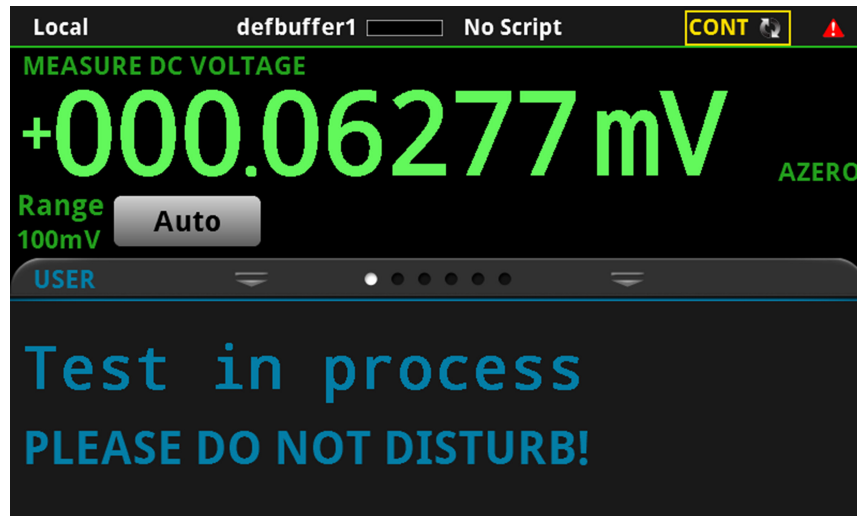 Local defbuffer1 No Script CONT
MEASURE DC VOLTAGE
+000.06277 mV
AZERO
Range Auto
100mV
USER
Test in process
PLEASE DO NOT DISTURB!